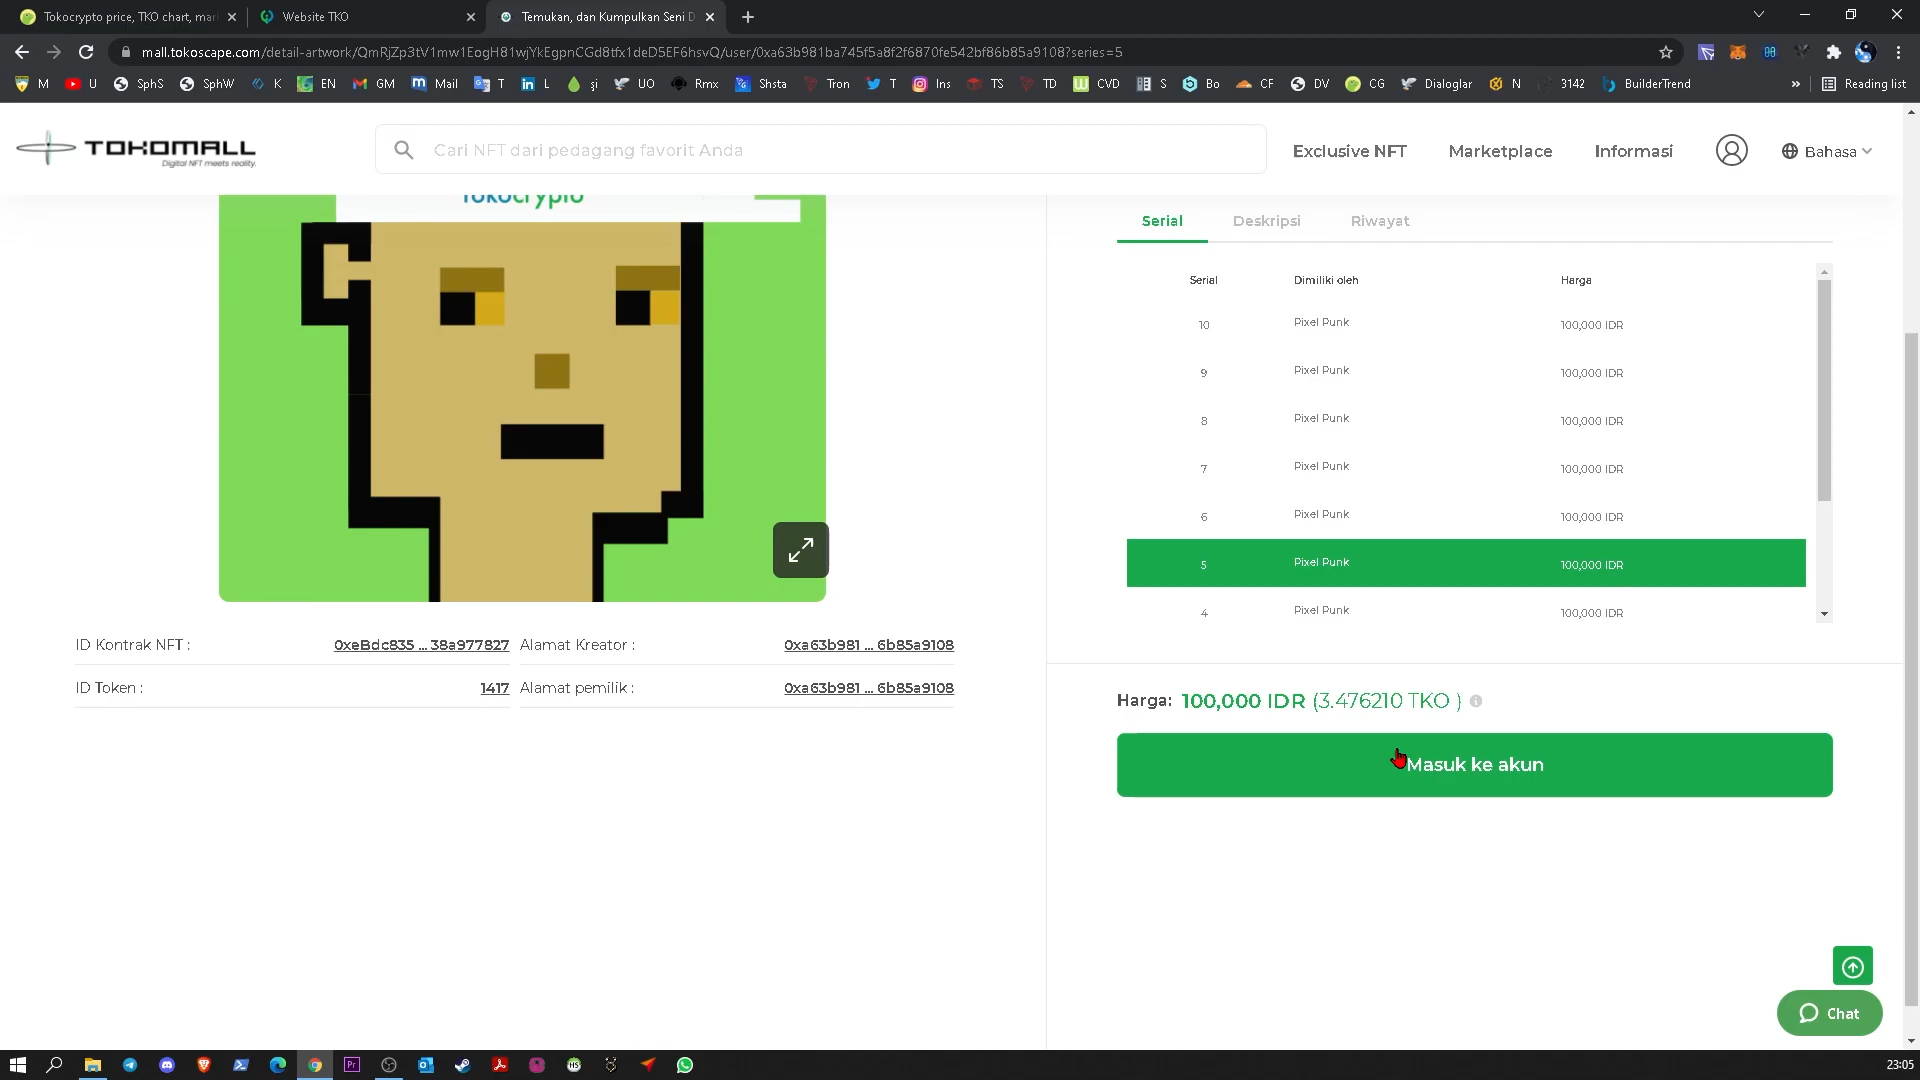 Tokocrypto price, TKO chart, mar
Website TKO
Temukan, dan Kumpulkan Seni D
mall.tokoscape.com/detail-artwork/QmRjZp3tV1mw1EogH81wjYkEgpnCGd8tfx1deD5EF6hsvQ/user/0xa63b981ba745f5a8f2f6870fe542bf86b85a9108?series=5
M U SphS SphW K EN GM Mail T L şi UO Rmx Shsta Tron T Ins TS TD CVD S Bo CF DV CG Dialoglar N 3142 BuilderTrend » Reading list
TOKOMALL
Digital NFT meets reality.
Cari NFT dari pedagang favorit Anda
Exclusive NFT Marketplace Informasi Bahasa
Tokocrypto
Serial Deskripsi Riwayat
Serial Dimiliki oleh Harga
10 Pixel Punk 100,000 IDR
9 Pixel Punk 100,000 IDR
8 Pixel Punk 100,000 IDR
7 Pixel Punk 100,000 IDR
6 Pixel Punk 100,000 IDR
5 Pixel Punk 100,000 IDR
4 Pixel Punk 100,000 IDR
ID Kontrak NFT : 0xeBdc835 ... 38a977827 Alamat Kreator : 0xa63b981 ... 6b85a9108
ID Token : 1417 Alamat pemilik : 0xa63b981 ... 6b85a9108
Harga: 100,000 IDR (3.476210 TKO )
Masuk ke akun
Chat
Pr
23:05